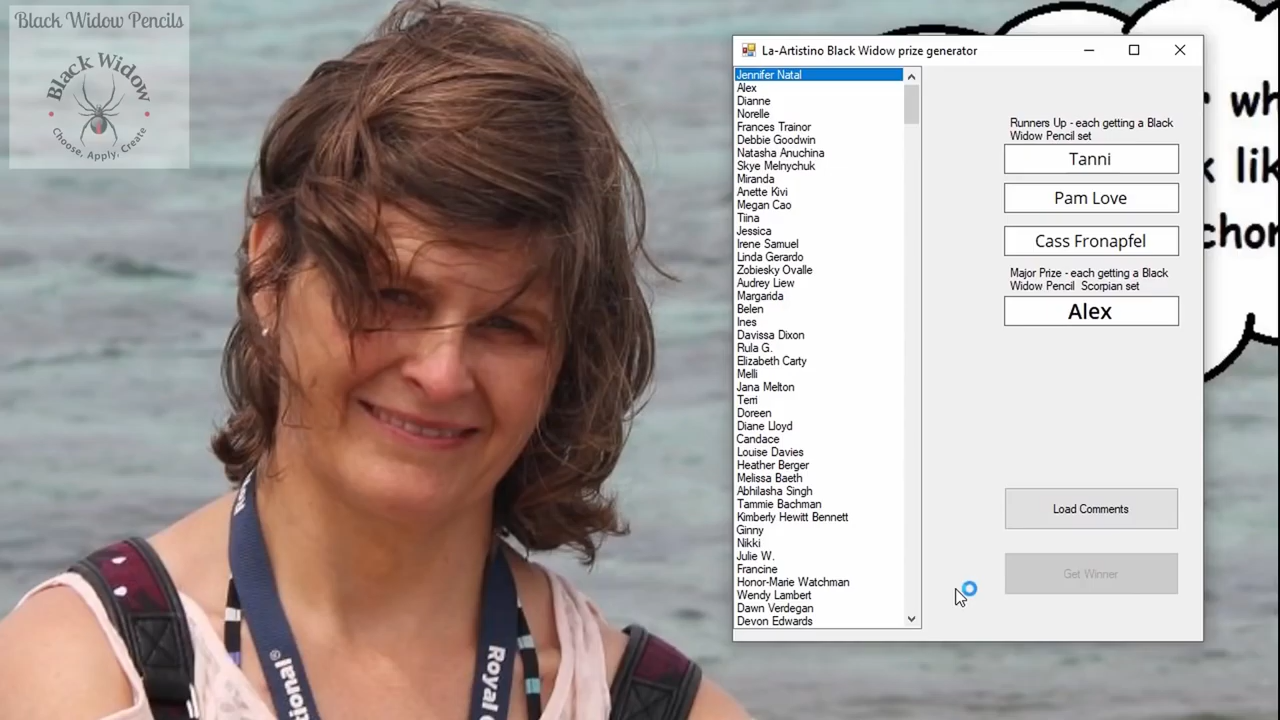 Black Widow Pencils
Black Widow
Choose. Apply. Create
La-Artistino Black Widow prize generator
Jennifer Natal
Alex
Dianne
Norelle
Frances Trainor
Debbie Goodwin
Natasha Anuchina
Skye Melnychuk
Miranda
Anette Kivi
Megan Cao
Tiina
Jessica
Irene Samuel
Linda Gerardo
Zobiesky Ovalle
Audrey Liew
Margarida
Belen
Ines
Davissa Dixon
Rula G.
Elizabeth Carty
Melli
Jana Melton
Terri
Doreen
Diane Lloyd
Candace
Louise Davies
Heather Berger
Melissa Baeth
Abhilasha Singh
Tammie Bachman
Kimberly Hewitt Bennett
Ginny
Nikki
Julie W.
Francine
Honor-Marie Watchman
Wendy Lambert
Dawn Verdegan
Devon Edwards
Runners Up - each getting a Black
Widow Pencil set
Tanni
Pam Love
Cass Fronapfel
Major Prize - each getting a Black
Widow Pencil Scorpian set
Alex
Load Comments
Get Winner
Royal